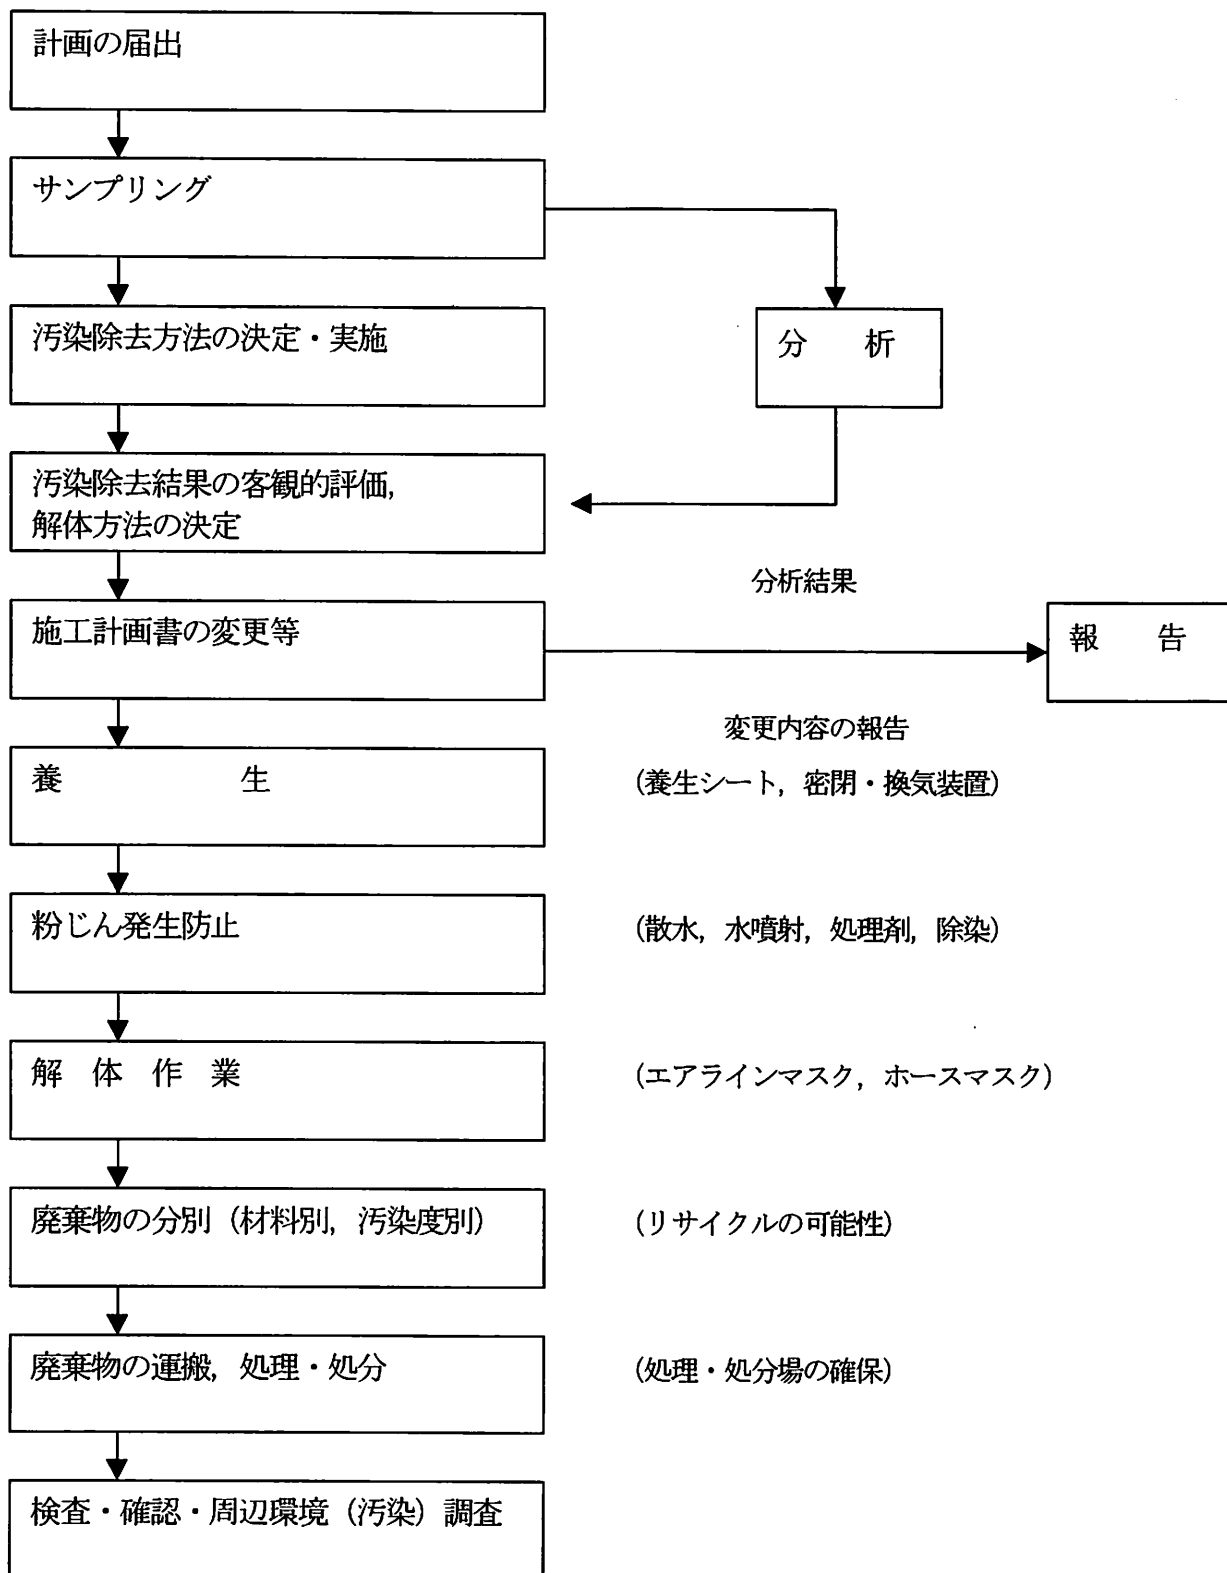 計画の届出
サンプリング
汚染除去方法の決定・実施
分　析
汚染除去結果の客観的評価,
解体方法の決定
分析結果
施工計画書の変更等
報　告
変更内容の報告
養　生
(養生シート, 密閉・換気装置)
粉じん発生防止
(散水, 水噴射, 処理剤, 除染)
解　体　作　業
(エアラインマスク, ホースマスク)
廃棄物の分別 (材料別, 汚染度別)
(リサイクルの可能性)
廃棄物の運搬, 処理・処分
(処理・処分場の確保)
検査・確認・周辺環境 (汚染) 調査